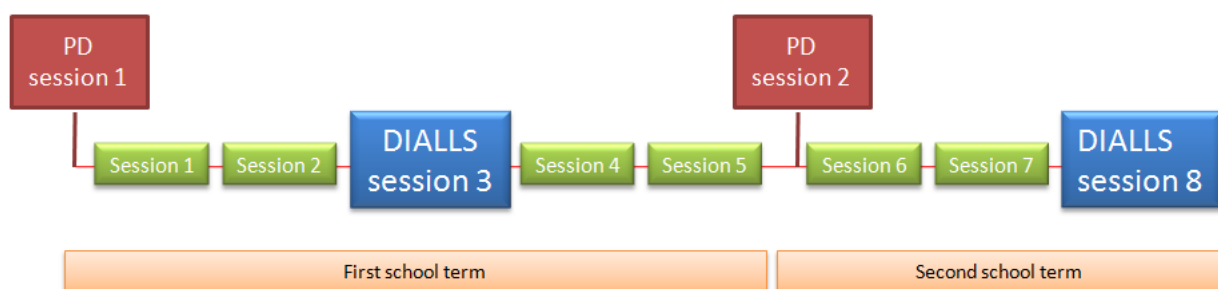 PD
session 1
PD
session 2
Session 1
Session 2
DIALLS
session 3
Session 4
Session 5
Session 6
Session 7
DIALLS
session 8
First school term
Second school term